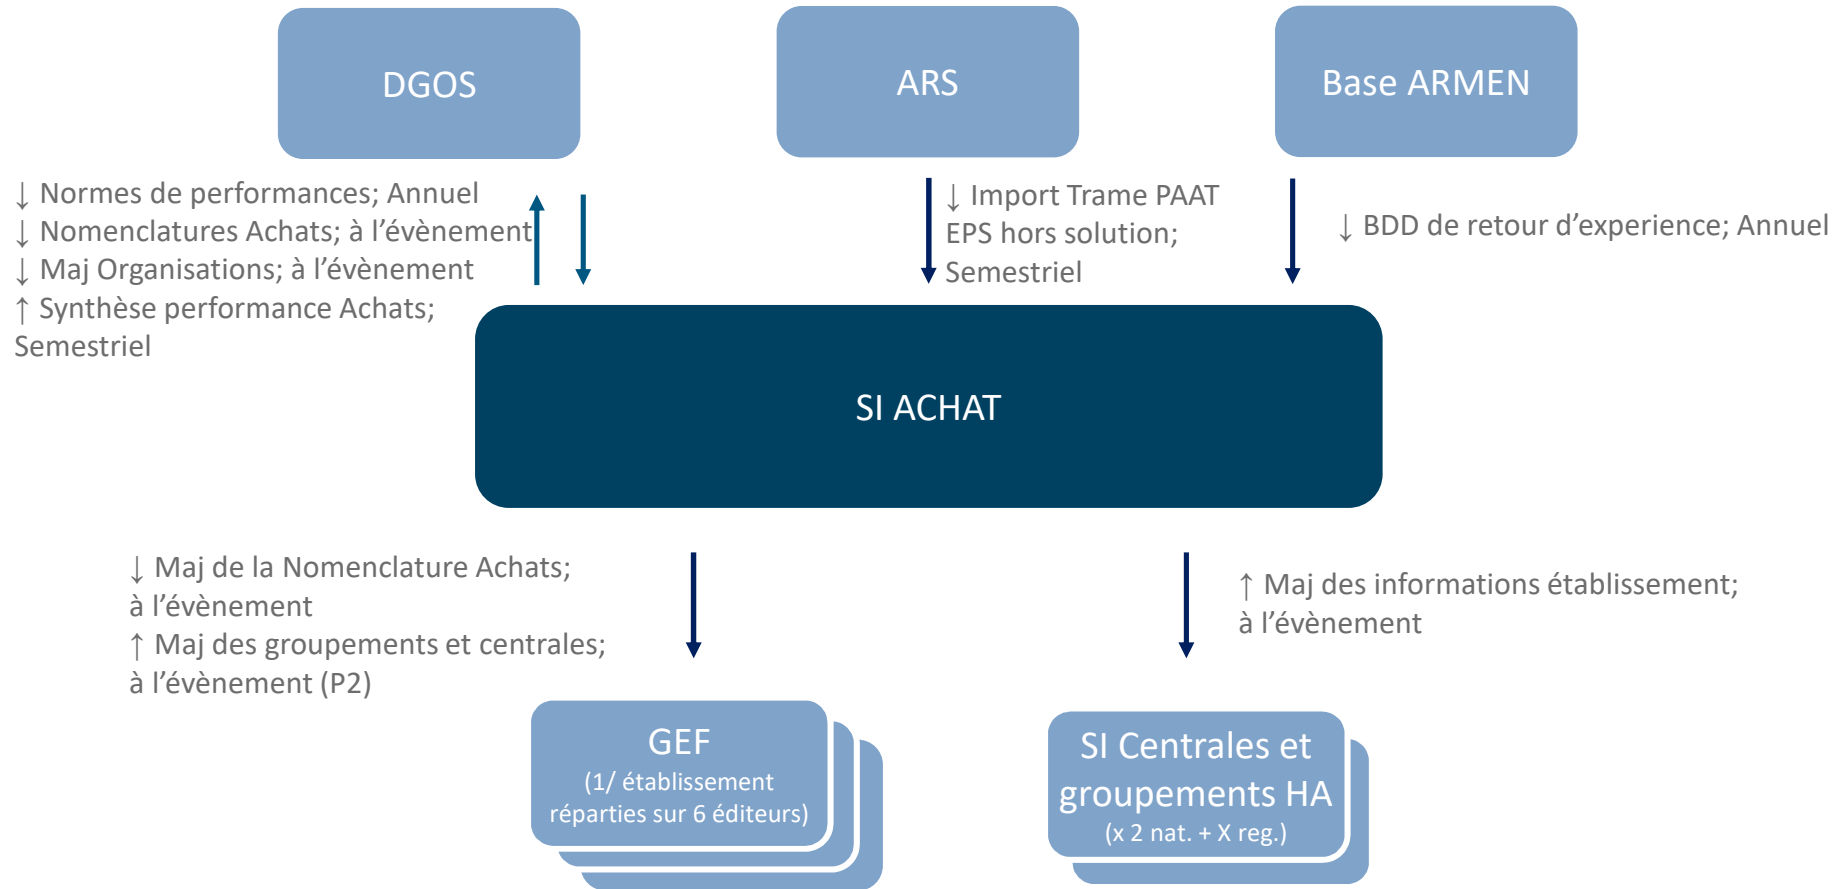 DGOS
ARS
Base ARMEN
↓ Normes de performances; Annuel
↓ Nomenclatures Achats; à l’évènement
↓ Maj Organisations; à l’évènement
↑ Synthèse performance Achats;
Semestriel
↓ Import Trame PAAT
EPS hors solution;
Semestriel
↓ BDD de retour d’experience; Annuel
SI ACHAT
↓ Maj de la Nomenclature Achats;
à l’évènement
↑ Maj des groupements et centrales;
à l’évènement (P2)
↑ Maj des informations établissement;
à l’évènement
GEF
(1/ établissement
réparties sur 6 éditeurs)
SI Centrales et
groupements HA
(x 2 nat. + X reg.)